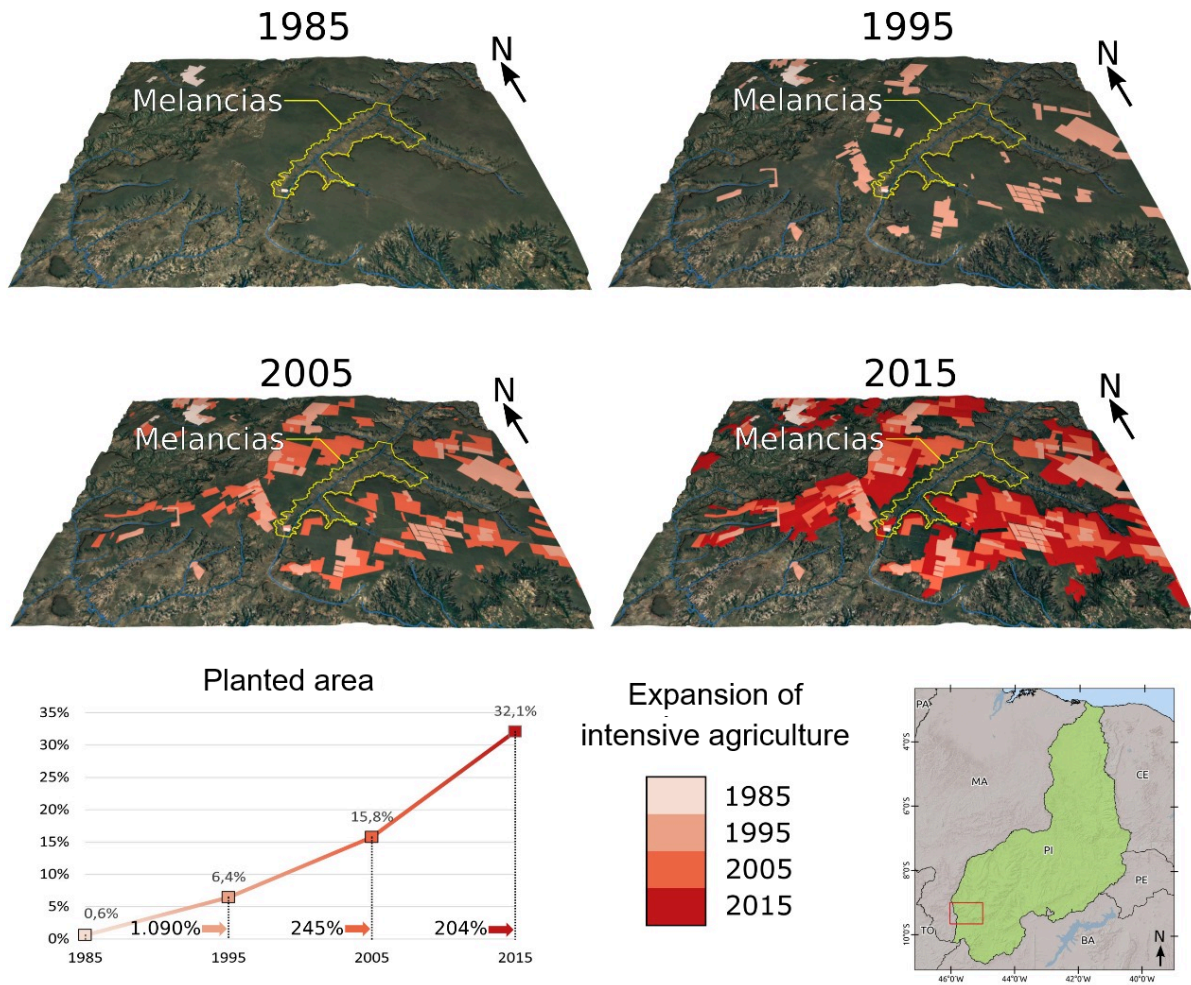 1985
N
Melancias
1995
N
Melancias
2005
N
Melancias
2015
N
Melancias
Planted area
35%
30%
25%
20%
15%
10%
5%
0%
0,6%
6,4%
15,8%
32,1%
1.090%
245%
204%
1985
1995
2005
2015
Expansion of
intensive agriculture
1985
1995
2005
2015
PA
MA
CE
PI
PE
TO
BA
N
4°0'S
6°0'S
8°0'S
10°0'S
46°0'W
44°0'W
42°0'W
40°0'W